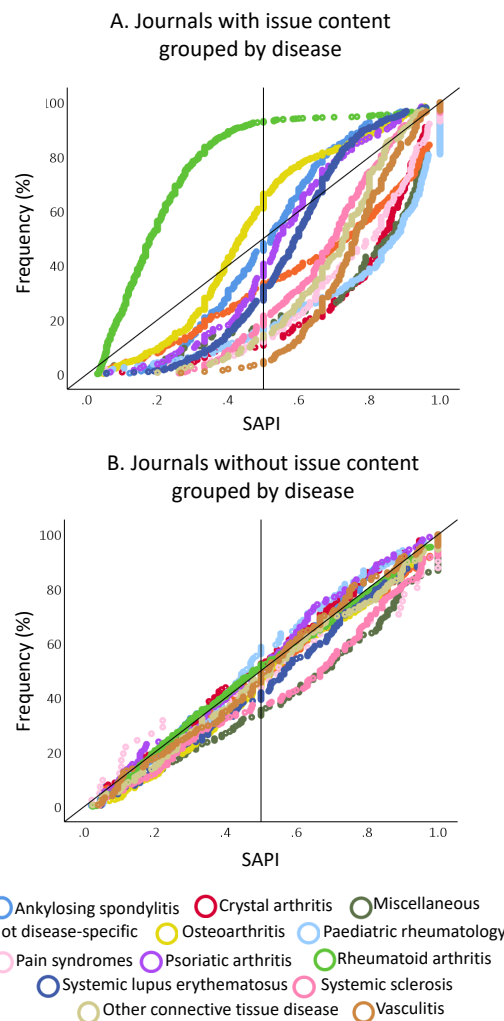 A. Journals with issue content
grouped by disease
Frequency (%)
100
80
60
40
20
0
.0 .2 .4 .6 .8 1.0
SAPI
B. Journals without issue content
grouped by disease
Frequency (%)
100
80
60
40
20
0
.0 .2 .4 .6 .8 1.0
SAPI
Ankylosing spondylitis Crystal arthritis Miscellaneous
ot disease-specific Osteoarthritis Paediatric rheumatology
Pain syndromes Psoriatic arthritis Rheumatoid arthritis
Systemic lupus erythematosus Systemic sclerosis
Other connective tissue disease Vasculitis